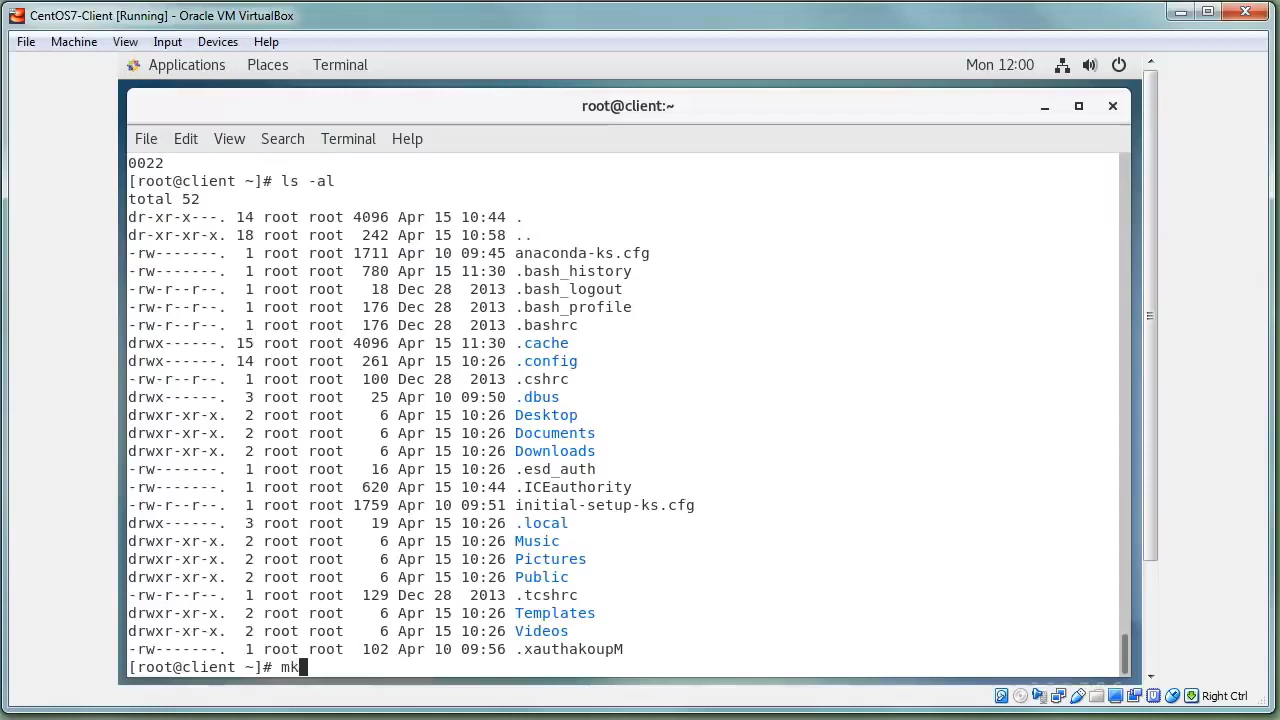 CentOS7-Client [Running] - Oracle VM VirtualBox
File Machine View Input Devices Help
Applications Places Terminal Mon 12:00
root@client:~
File Edit View Search Terminal Help
0022
[root@client ~]# ls -al
total 52
dr-xr-x---. 14 root root 4096 Apr 15 10:44 .
dr-xr-xr-x. 18 root root 242 Apr 15 10:58 ..
-rw-------. 1 root root 1711 Apr 10 09:45 anaconda-ks.cfg
-rw-------. 1 root root 780 Apr 15 11:30 .bash_history
-rw-r--r--. 1 root root 18 Dec 28 2013 .bash_logout
-rw-r--r--. 1 root root 176 Dec 28 2013 .bash_profile
-rw-r--r--. 1 root root 176 Dec 28 2013 .bashrc
drwx------. 15 root root 4096 Apr 15 11:30 .cache
drwx------. 14 root root 261 Apr 15 10:26 .config
-rw-r--r--. 1 root root 100 Dec 28 2013 .cshrc
drwx------. 3 root root 25 Apr 10 09:50 .dbus
drwxr-xr-x. 2 root root 6 Apr 15 10:26 Desktop
drwxr-xr-x. 2 root root 6 Apr 15 10:26 Documents
drwxr-xr-x. 2 root root 6 Apr 15 10:26 Downloads
-rw-------. 1 root root 16 Apr 15 10:26 .esd_auth
-rw-------. 1 root root 620 Apr 15 10:44 .ICEauthority
-rw-r--r--. 1 root root 1759 Apr 10 09:51 initial-setup-ks.cfg
drwx------. 3 root root 19 Apr 15 10:26 .local
drwxr-xr-x. 2 root root 6 Apr 15 10:26 Music
drwxr-xr-x. 2 root root 6 Apr 15 10:26 Pictures
drwxr-xr-x. 2 root root 6 Apr 15 10:26 Public
-rw-r--r--. 1 root root 129 Dec 28 2013 .tcshrc
drwxr-xr-x. 2 root root 6 Apr 15 10:26 Templates
drwxr-xr-x. 2 root root 6 Apr 15 10:26 Videos
-rw-------. 1 root root 102 Apr 10 09:56 .xauthakoupM
[root@client ~]# mk
Right Ctrl